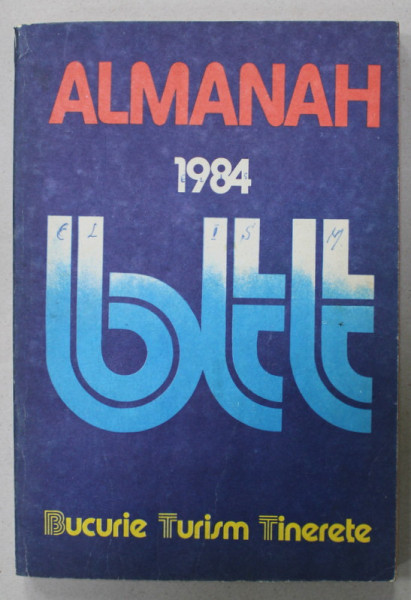 ALMANAH
1984
E L I S M
btt
Bucurie Turism Tinerete